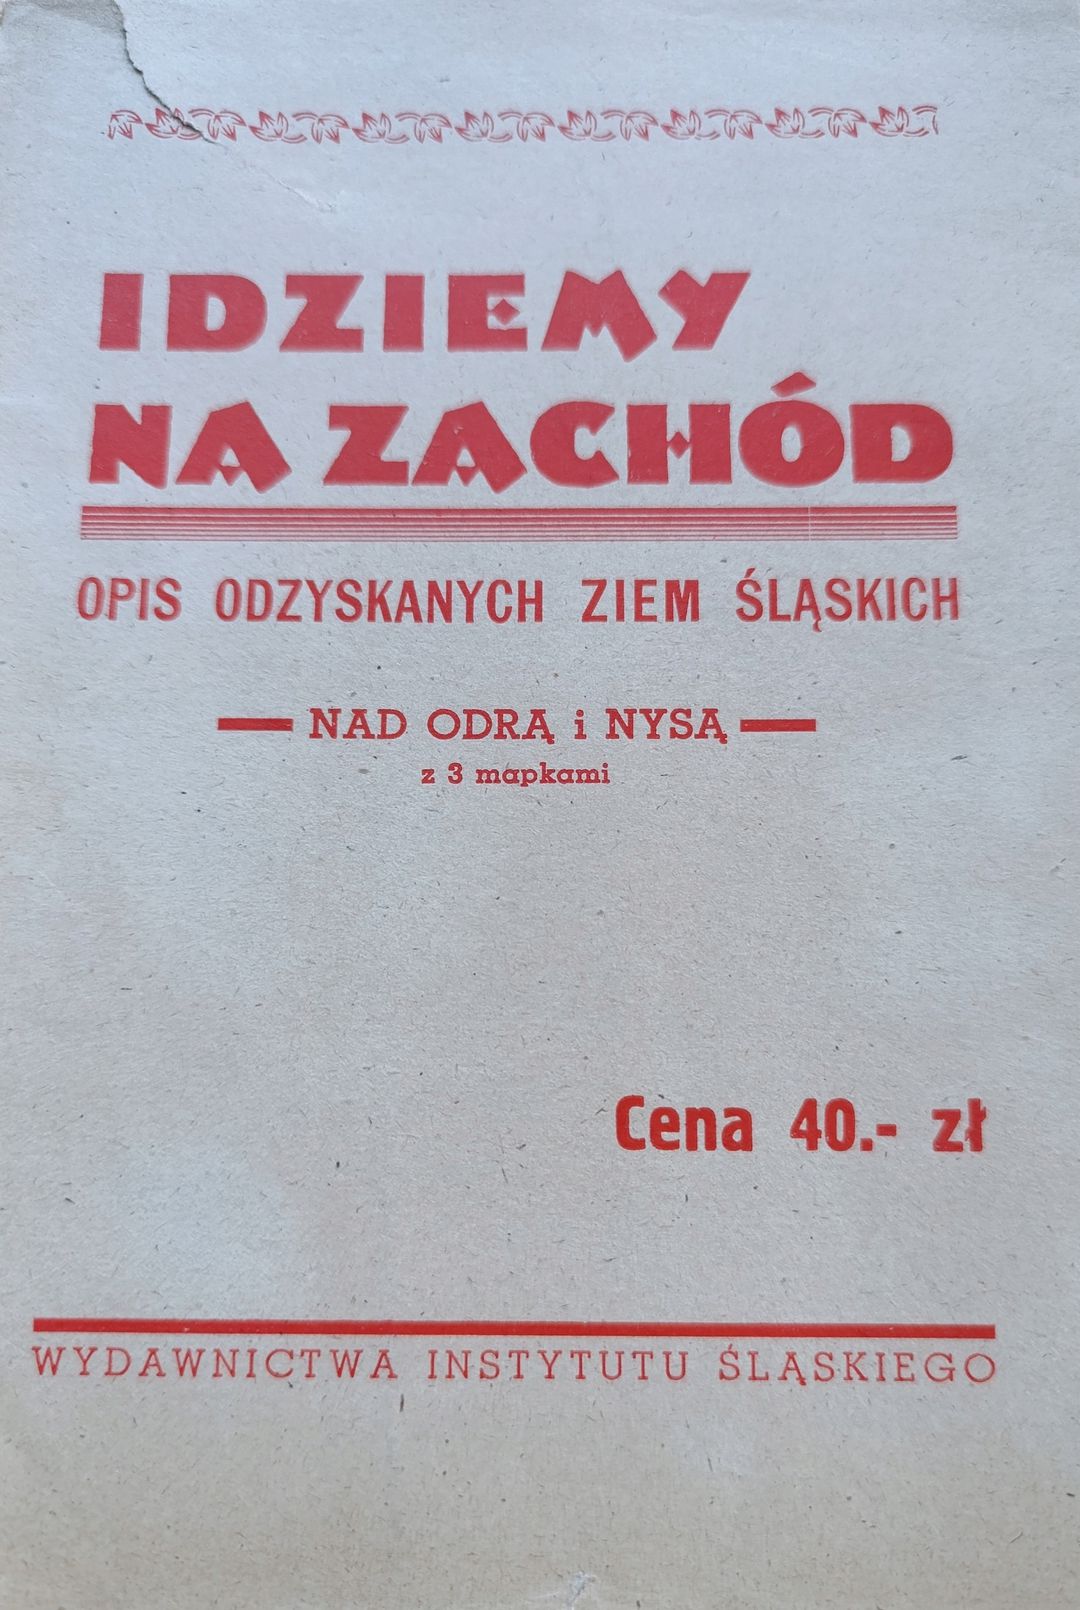 IDZIEMY
NA ZACHÓD
OPIS ODZYSKANYCH ZIEM ŚLĄSKICH
NAD ODRĄ i NYSĄ
z 3 mapkami
Cena 40.- zł
WYDAWNICTWA INSTYTUTU ŚLĄSKIEGO